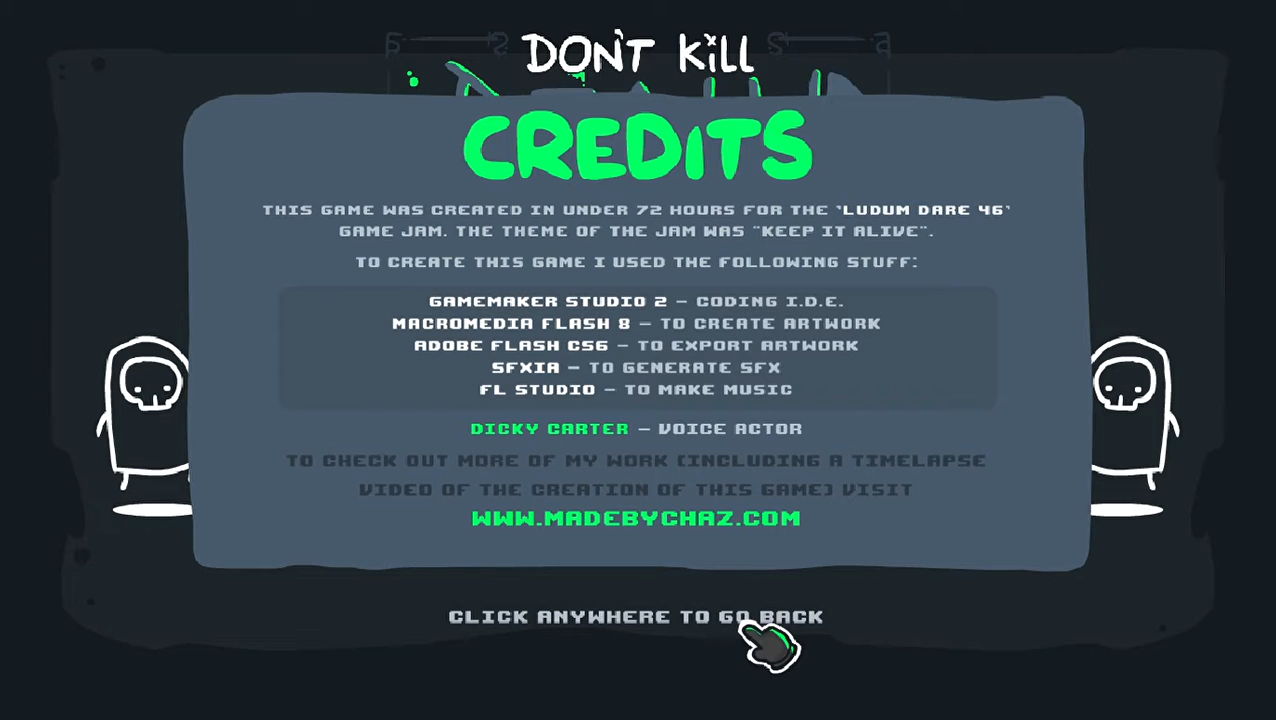 DON'T KiLL
CREDITS
THIS GAME WAS CREATED IN UNDER 72 HOURS FOR THE 'LUDUM DARE 46'
GAME JAM. THE THEME OF THE JAM WAS "KEEP IT ALIVE".
TO CREATE THIS GAME I USED THE FOLLOWING STUFF:
GAMEMAKER STUDIO 2 - CODING I.D.E.
MACROMEDIA FLASH 8 - TO CREATE ARTWORK
ADOBE FLASH CS6 - TO EXPORT ARTWORK
SFXIA - TO GENERATE SFX
FL STUDIO - TO MAKE MUSIC
DICKY CARTER - VOICE ACTOR
TO CHECK OUT MORE OF MY WORK (INCLUDING A TIMELAPSE
VIDEO OF THE CREATION OF THIS GAME) VISIT
WWW.MADEBYCHAZ.COM
CLICK ANYWHERE TO GO BACK